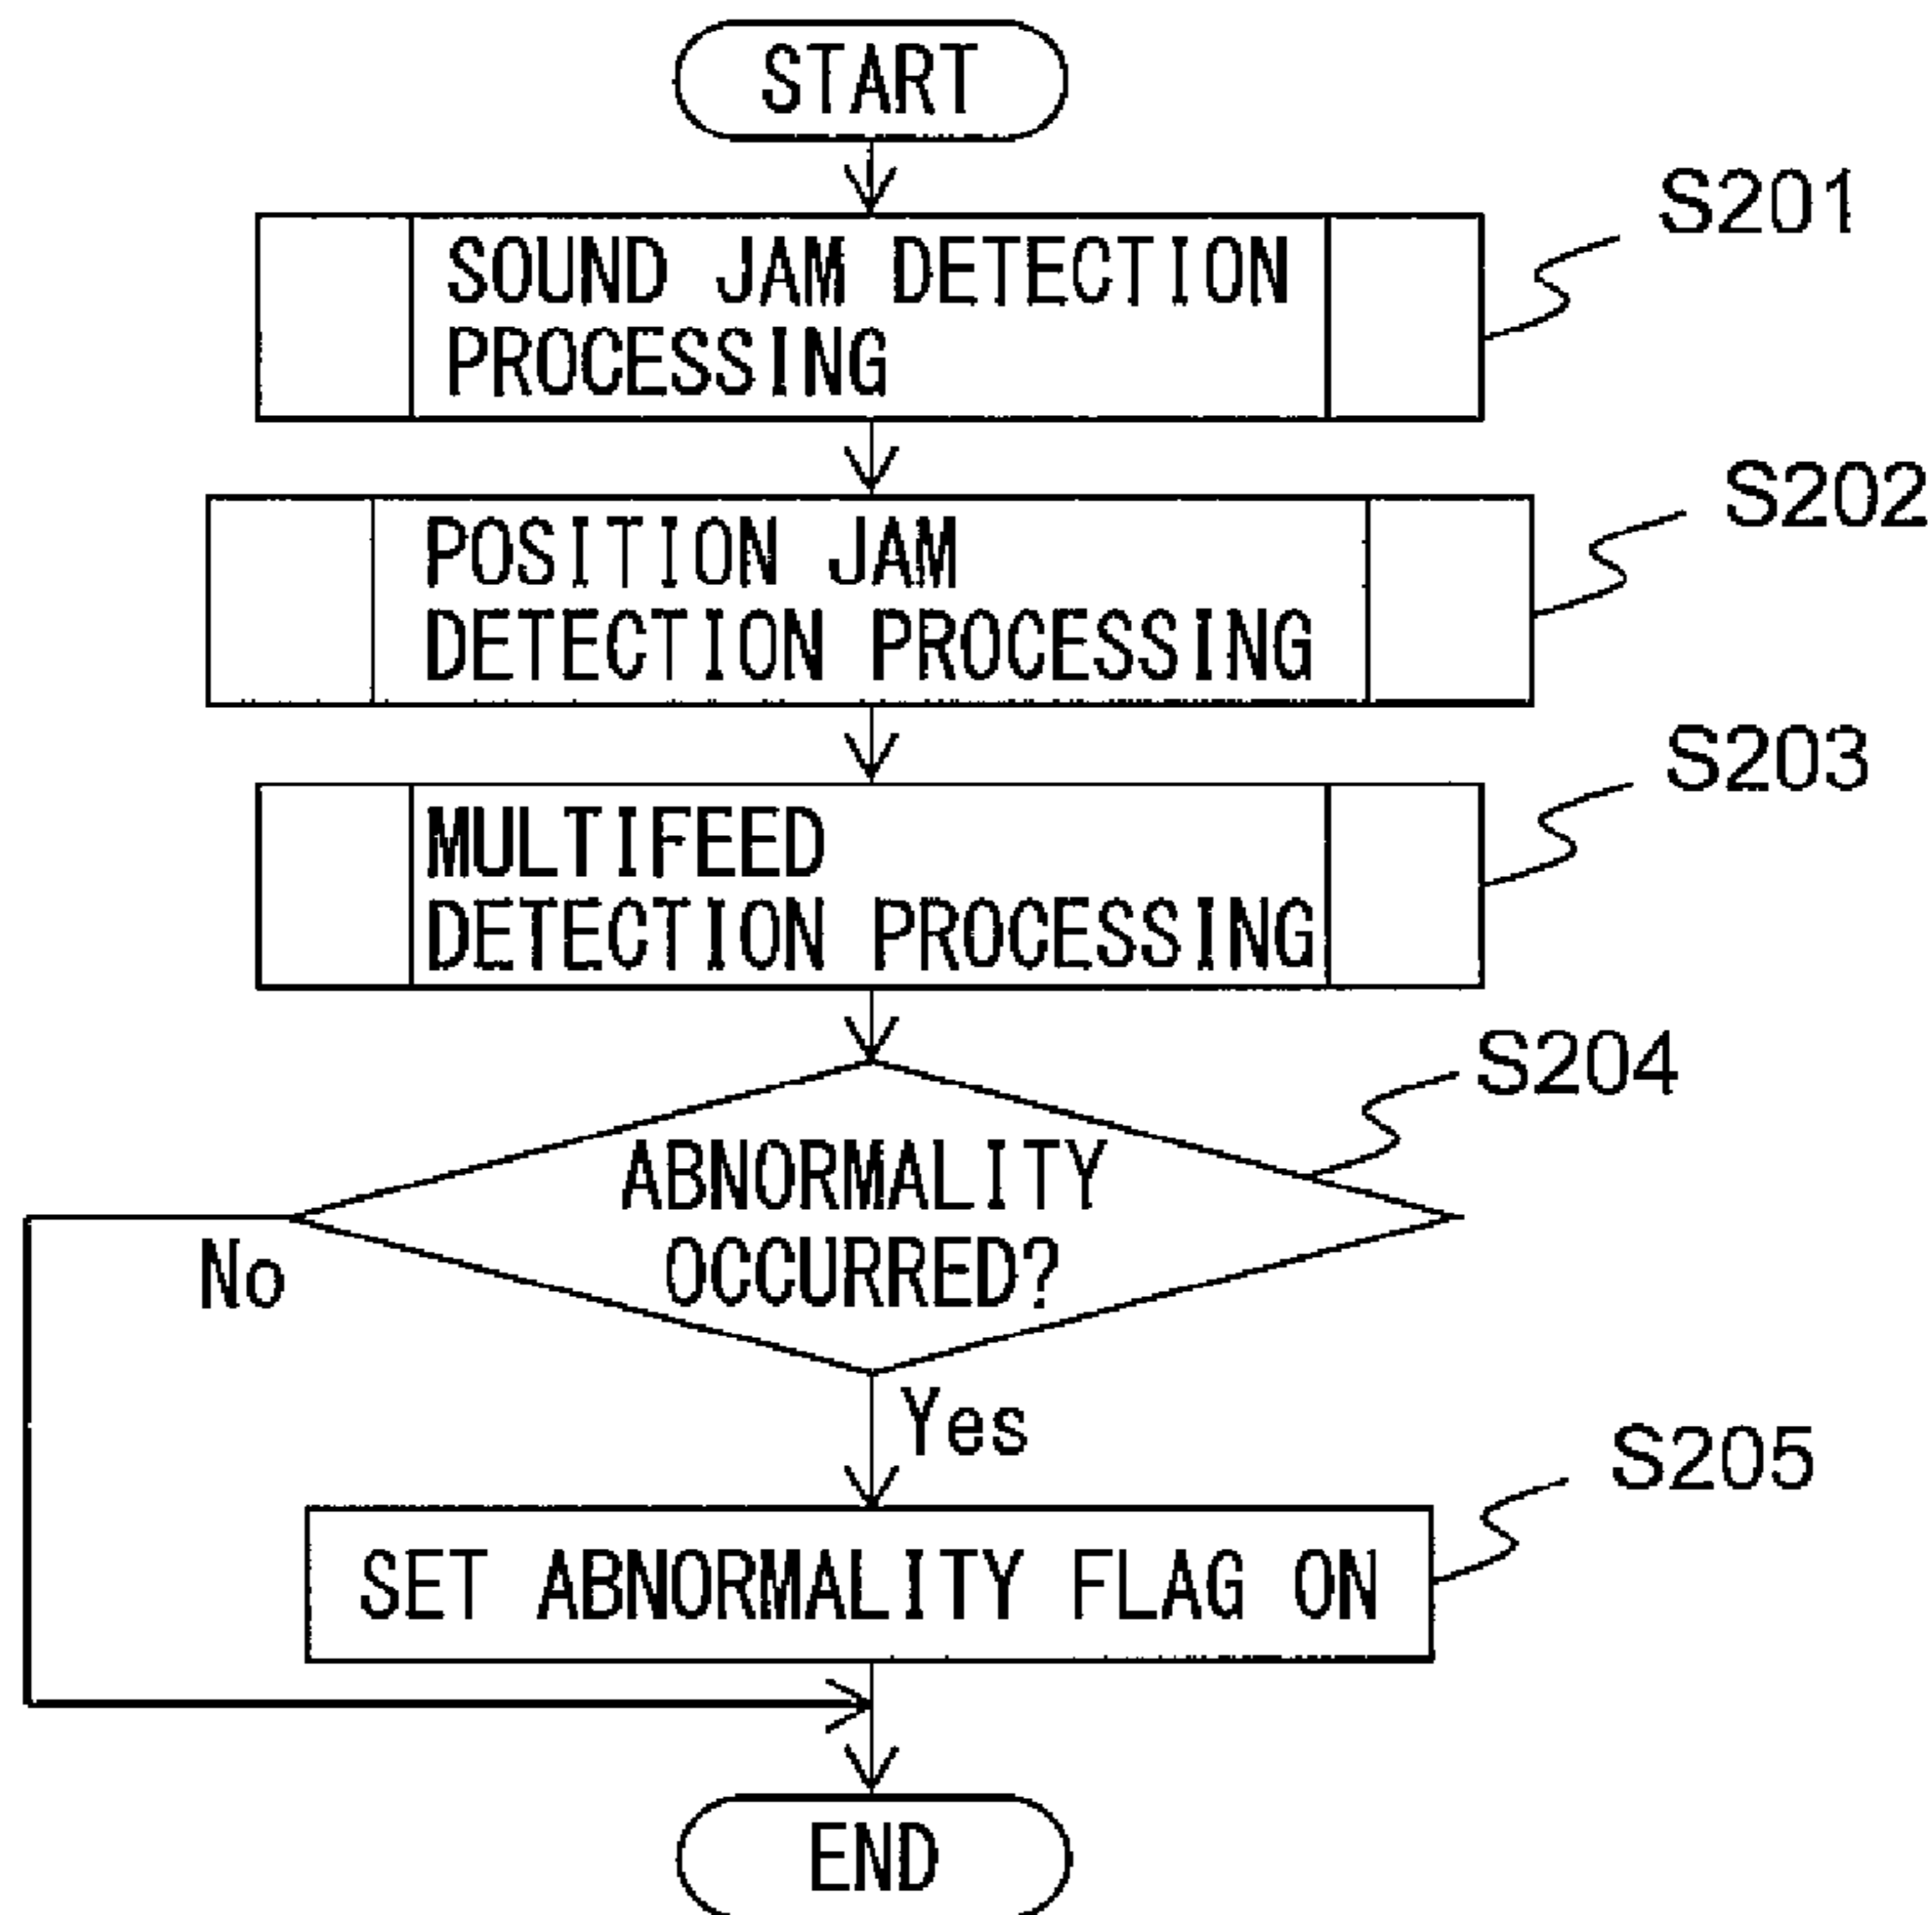 START
S201
SOUND JAM DETECTION
PROCESSING
S202
POSITION JAM
DETECTION PROCESSING
S203
MULTIFEED
DETECTION PROCESSING
S204
ABNORMALITY
OCCURRED?
No
Yes
S205
SET ABNORMALITY FLAG ON
END